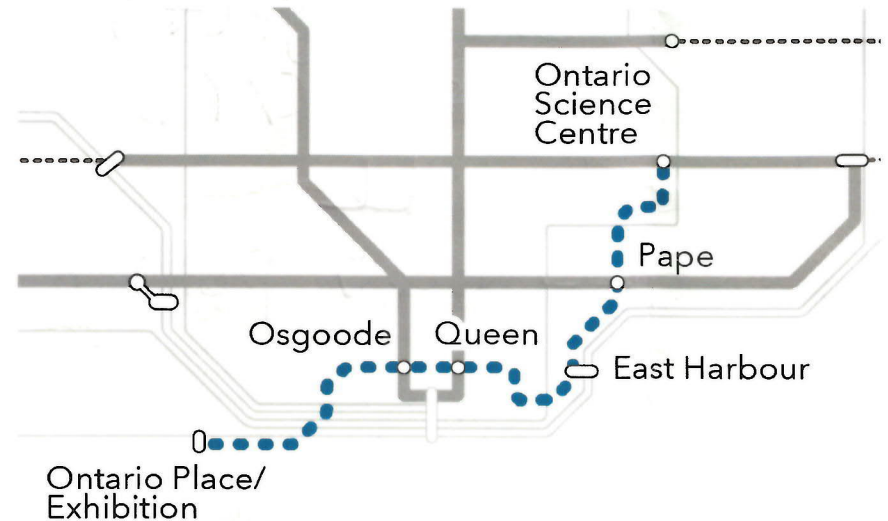 Ontario
Science
Centre
Pape
Osgoode
Queen
East Harbour
Ontario Place/
Exhibition